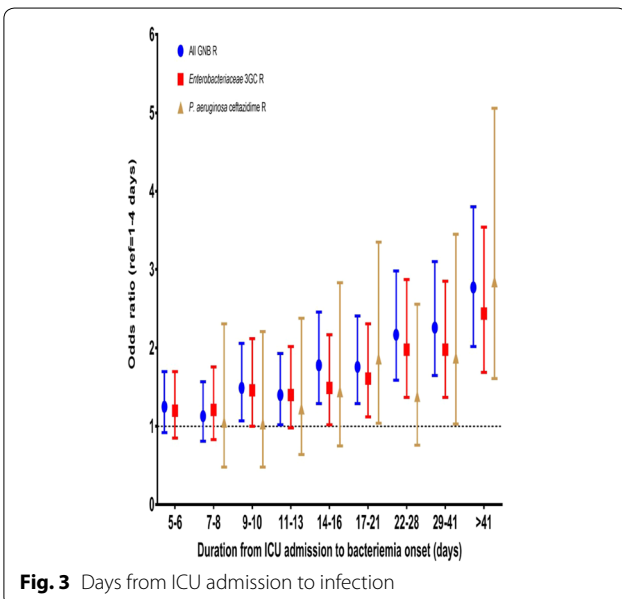 All GNB R
Enterobacteriaceae 3GC R
P. aeruginosa ceftazidime R
Odds ratio (ref=1-4 days)
6
5
4
3
2
1
0
5-6 7-8 9-10 11-13 14-16 17-21 22-28 29-41 >41
Duration from ICU admission to bacteriemia onset (days)
Fig. 3 Days from ICU admission to infection